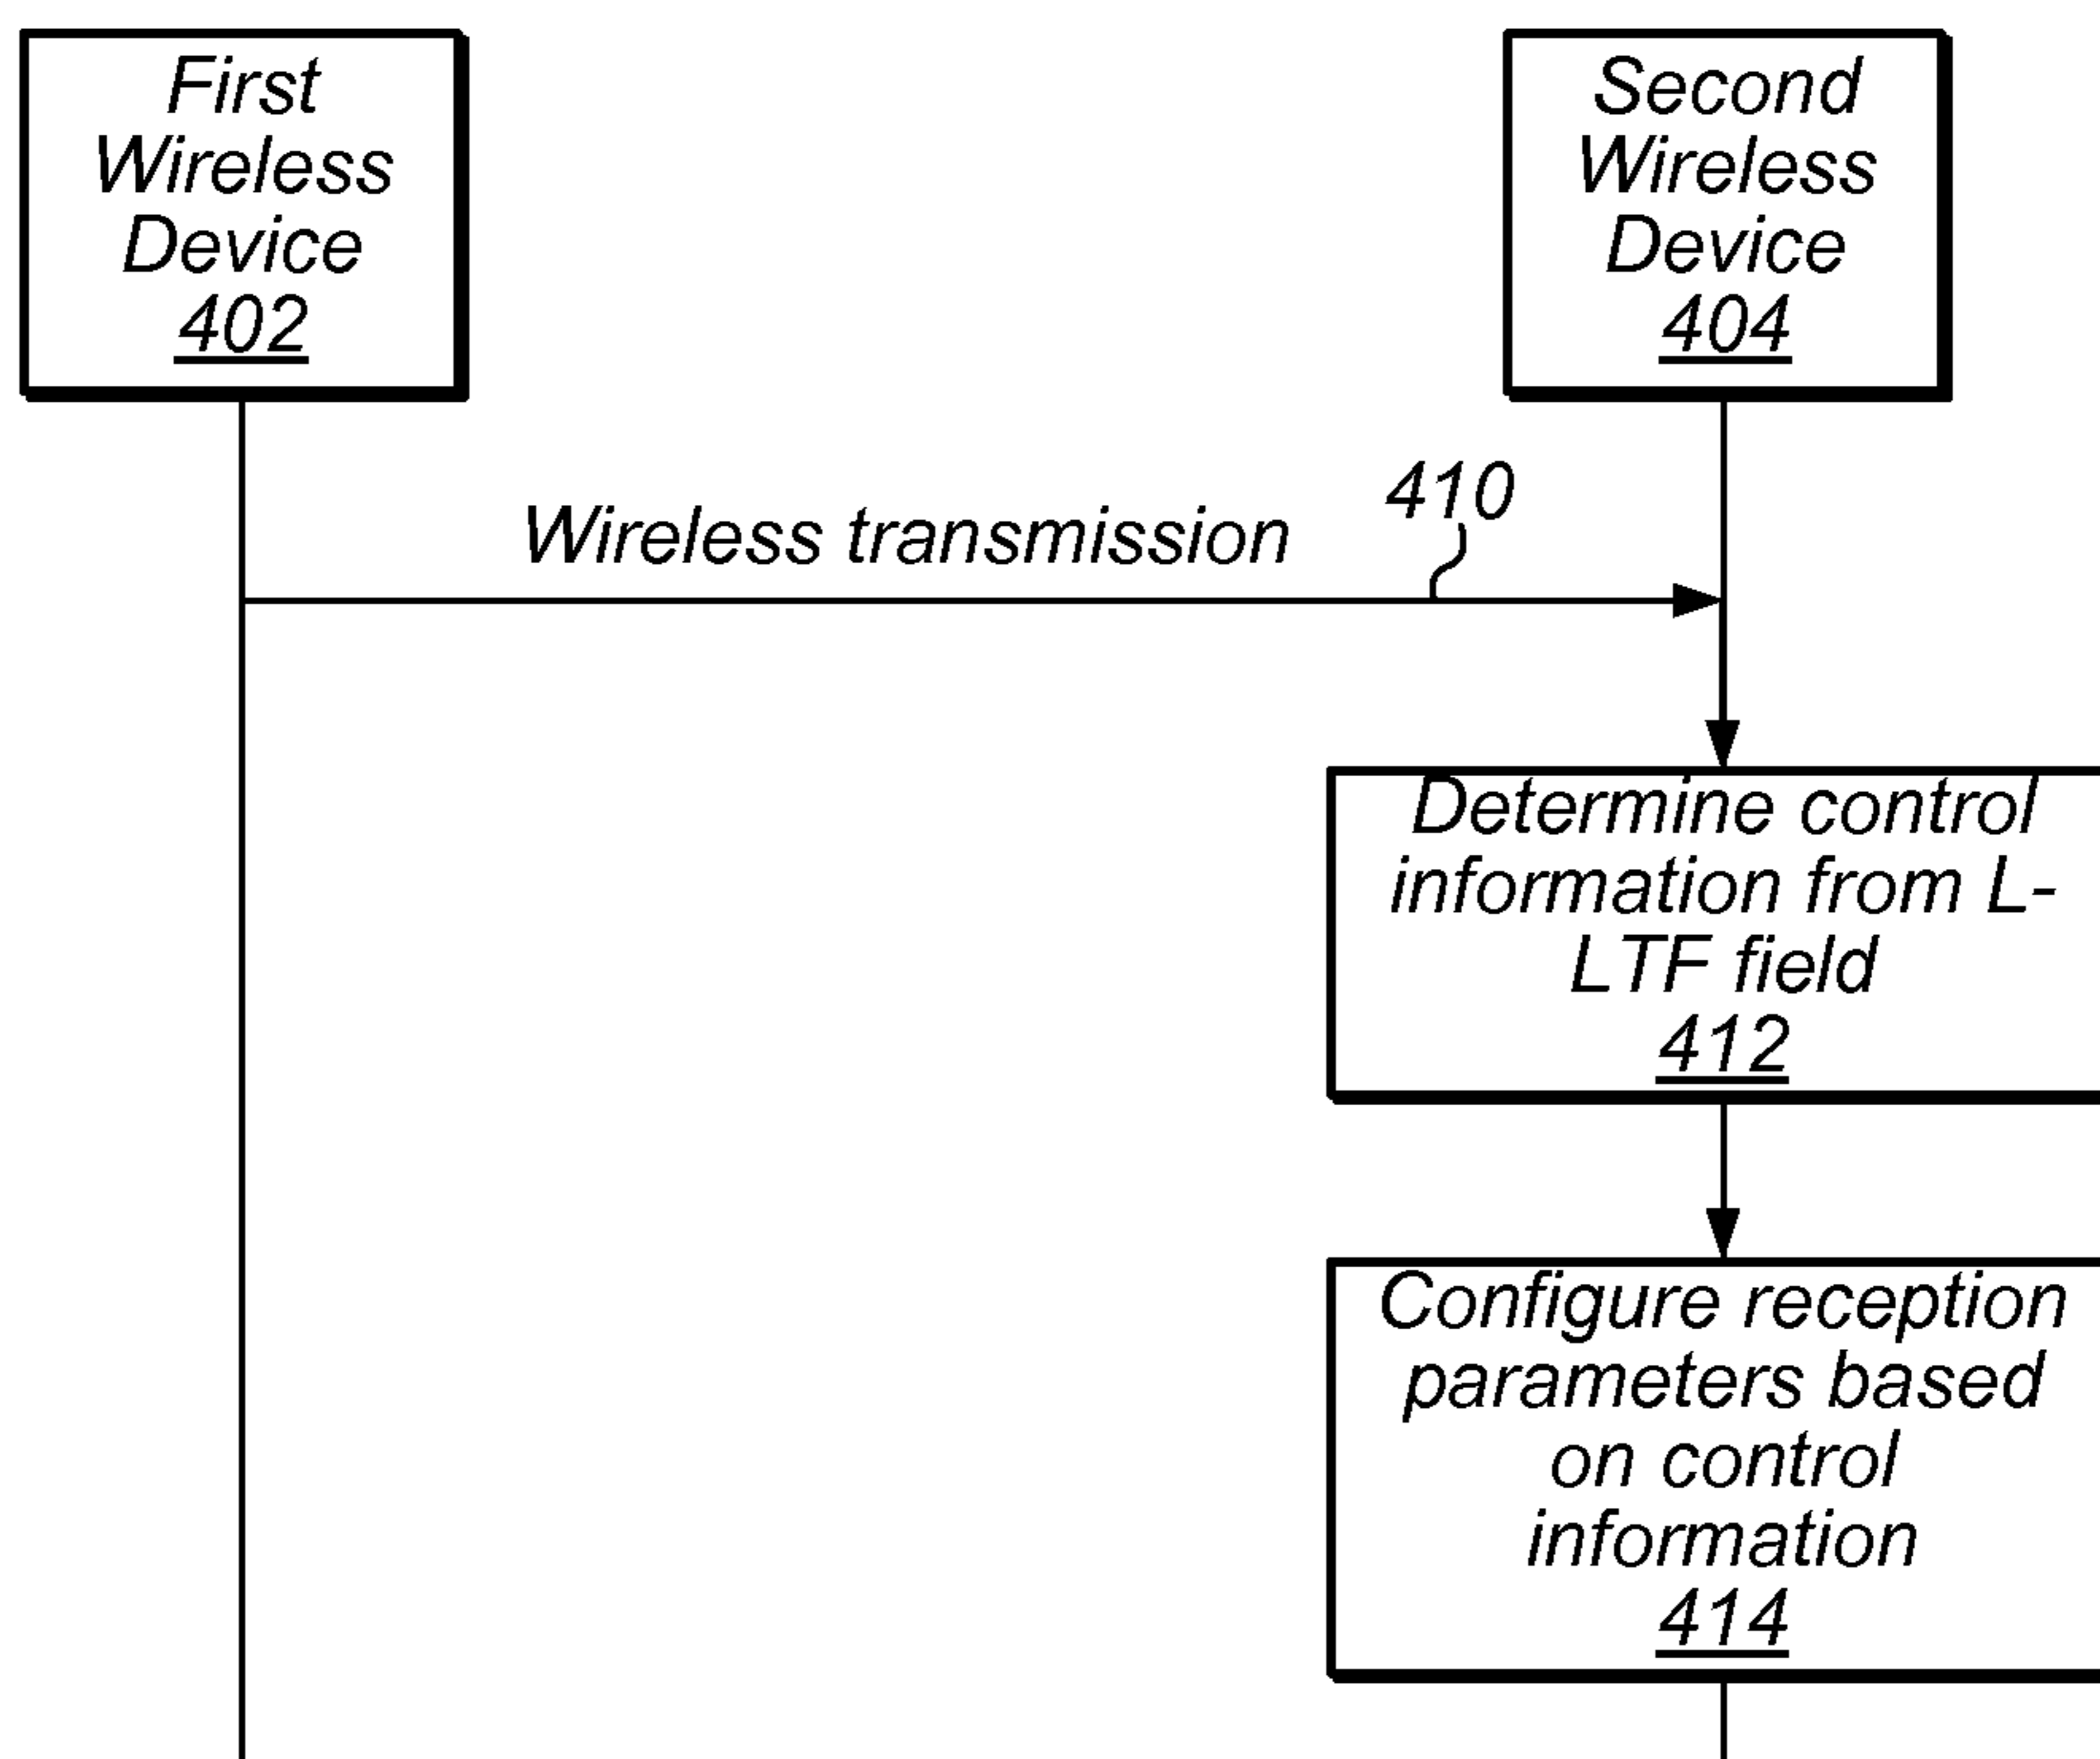 First
Wireless
Device
402
Second
Wireless
Device
404
410
Wireless transmission
Determine control
information from L-
LTF field
412
Configure reception
parameters based
on control
information
414